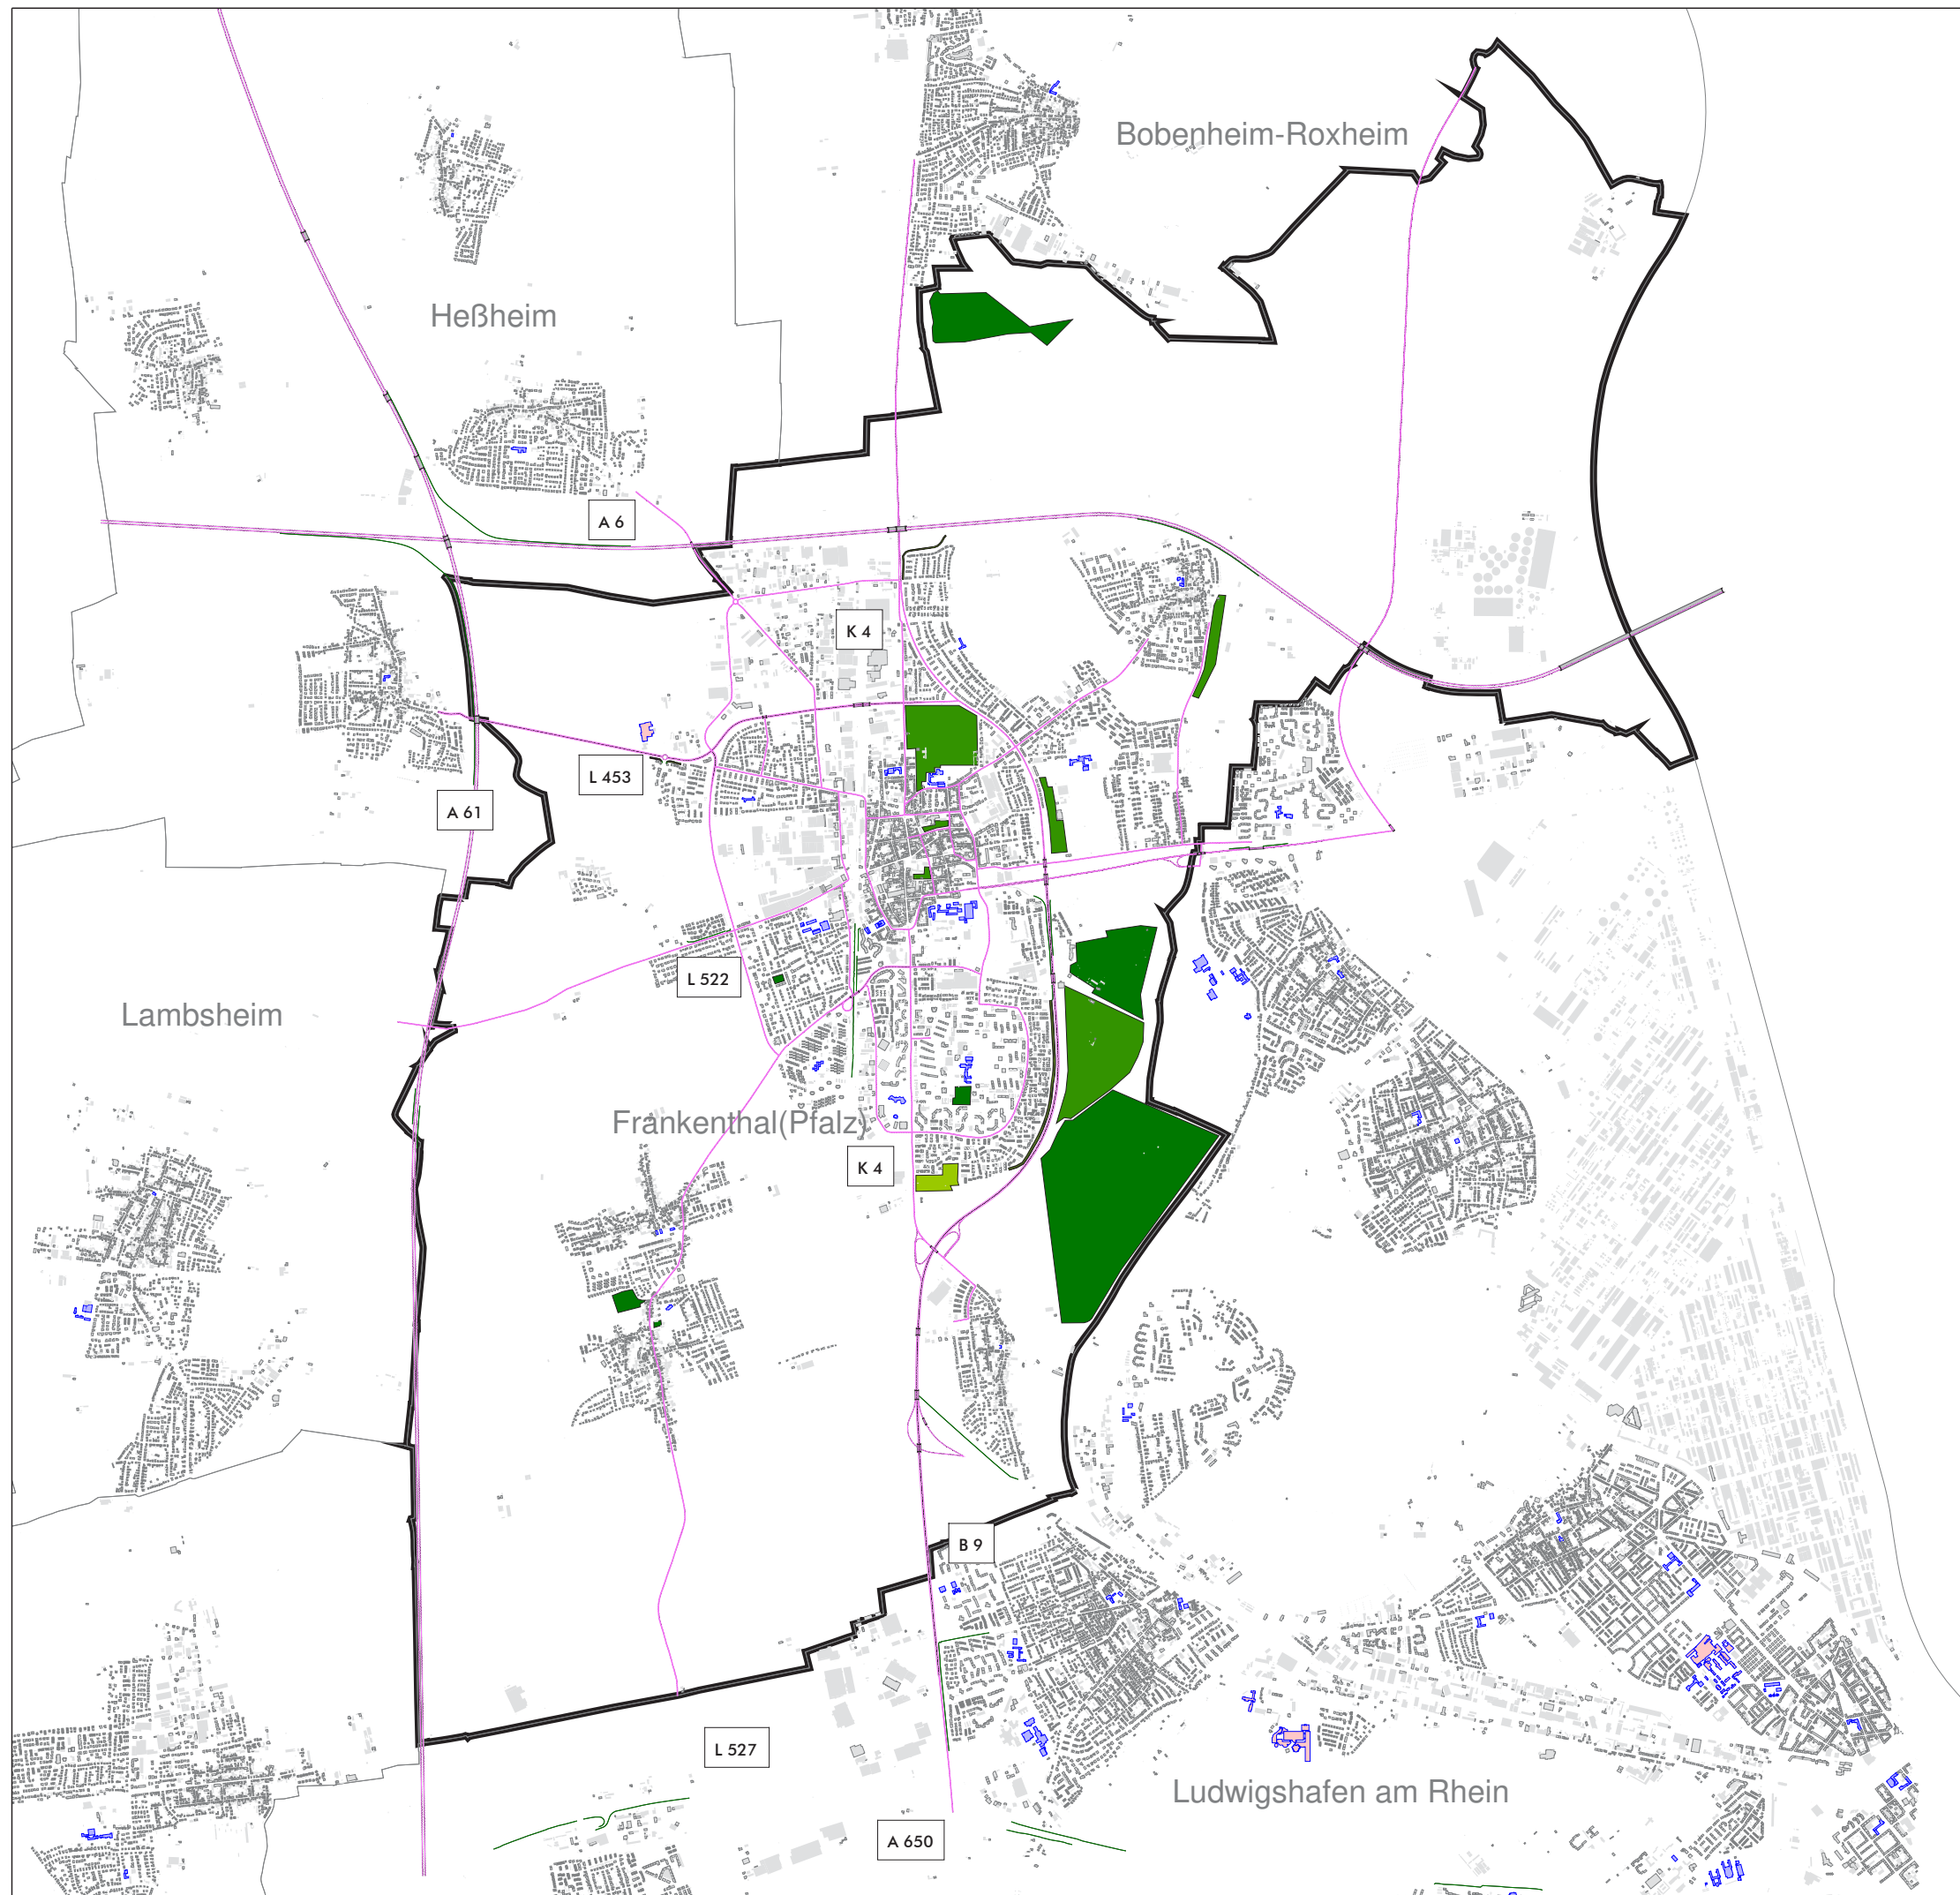 Bobenheim-Roxheim
Heßheim
A 6
K 4
L 453
A 61
L 522
Lambsheim
Frankenthal(Pfalz)
K 4
B 9
L 527
Ludwigshafen am Rhein
A 650